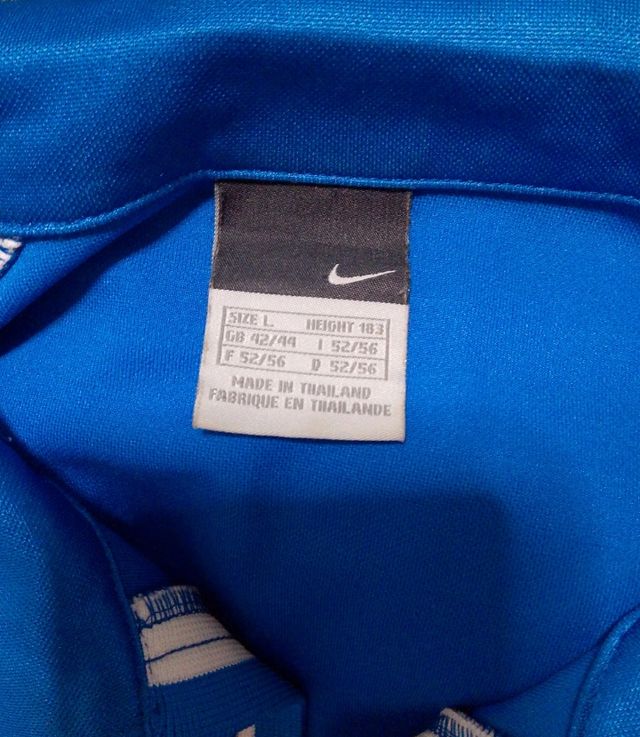 SIZE L HEIGHT 183
GB 42/44 I 52/56
F 52/56 D 52/56
MADE IN THAILAND
FABRIQUE EN THAILANDE